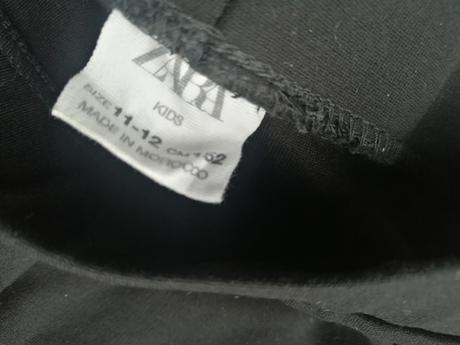 ZARA
KIDS
SIZE 11-12 CM 152
MADE IN MOROCCO